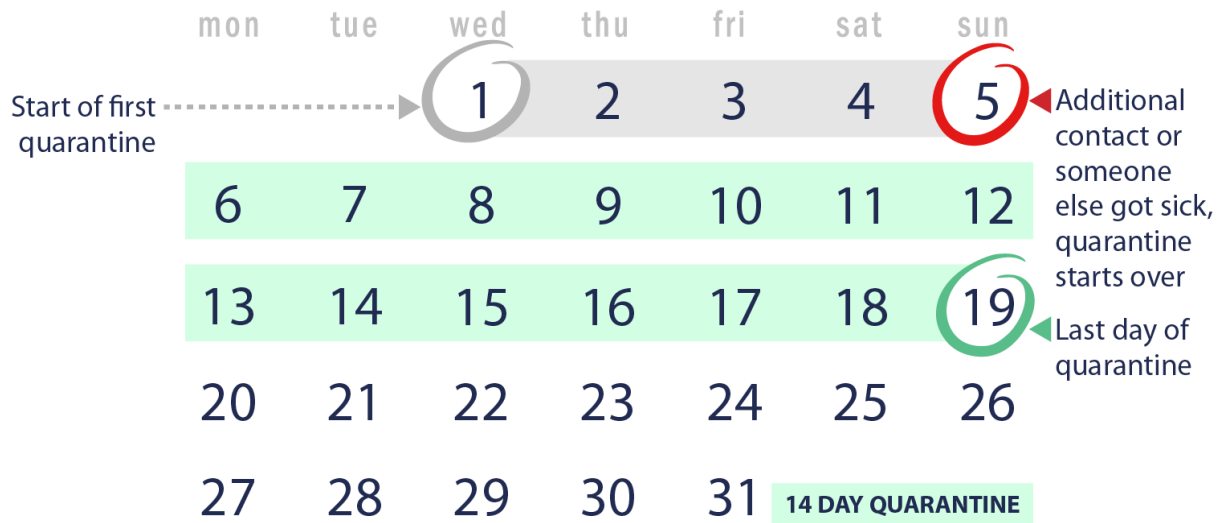 mon tue wed thu fri sat sun
Start of first
quarantine
1 2 3 4 5
Additional
contact or
someone
else got sick,
quarantine
starts over
6 7 8 9 10 11 12
13 14 15 16 17 18 19
Last day of
quarantine
20 21 22 23 24 25 26
27 28 29 30 31
14 DAY QUARANTINE